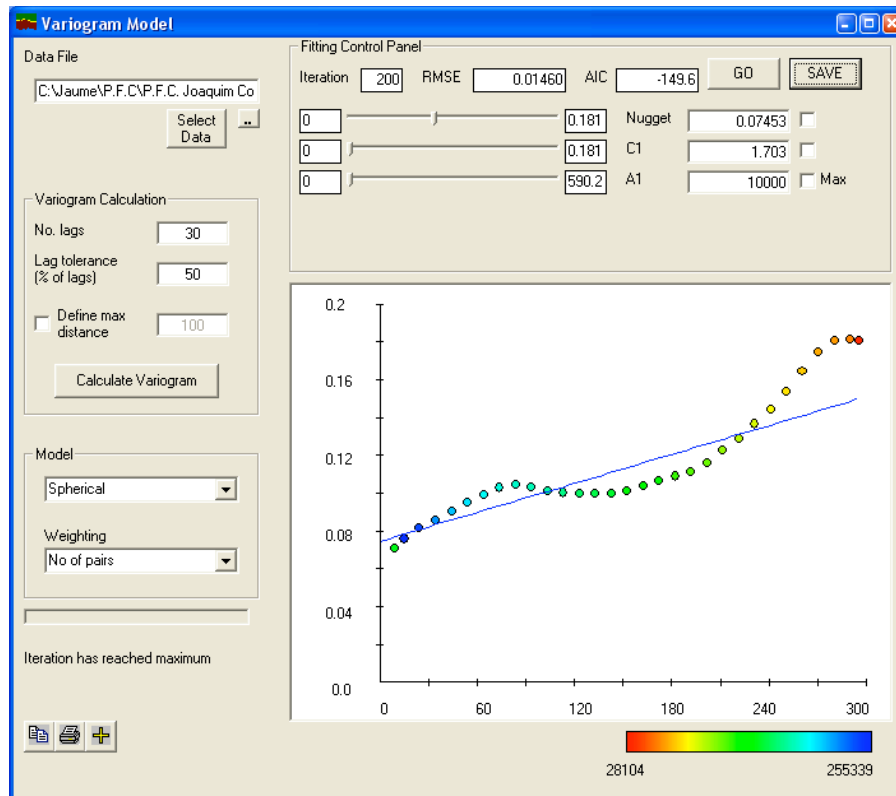 Variogram Model
Data File
C:\Jaume\P.F.C\P.F.C. Joaquim Co
Select Data
..
Variogram Calculation
No. lags 30
Lag tolerance (% of lags) 50
Define max distance 100
Calculate Variogram
Model
Spherical
Weighting
No of pairs
Iteration has reached maximum
Fitting Control Panel
Iteration 200 RMSE 0.01460 AIC -149.6 GO SAVE
0 0.181 Nugget 0.07453
0 0.181 C1 1.703
0 590.2 A1 10000 Max
0.2
0.16
0.12
0.08
0.04
0.0
0 60 120 180 240 300
28104 255339